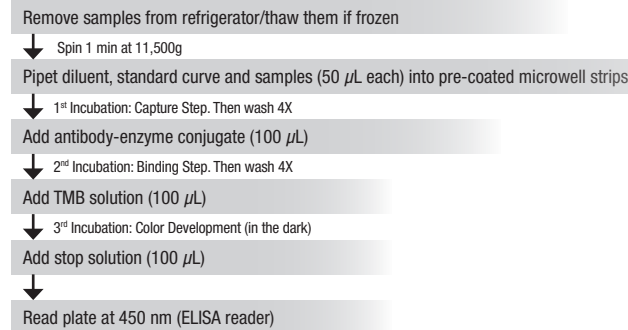 Remove samples from refrigerator/thaw them if frozen
Spin 1 min at 11,500g
Pipet diluent, standard curve and samples (50 μL each) into pre-coated microwell strips
1st Incubation: Capture Step. Then wash 4X
Add antibody-enzyme conjugate (100 μL)
2nd Incubation: Binding Step. Then wash 4X
Add TMB solution (100 μL)
3rd Incubation: Color Development (in the dark)
Add stop solution (100 μL)
Read plate at 450 nm (ELISA reader)